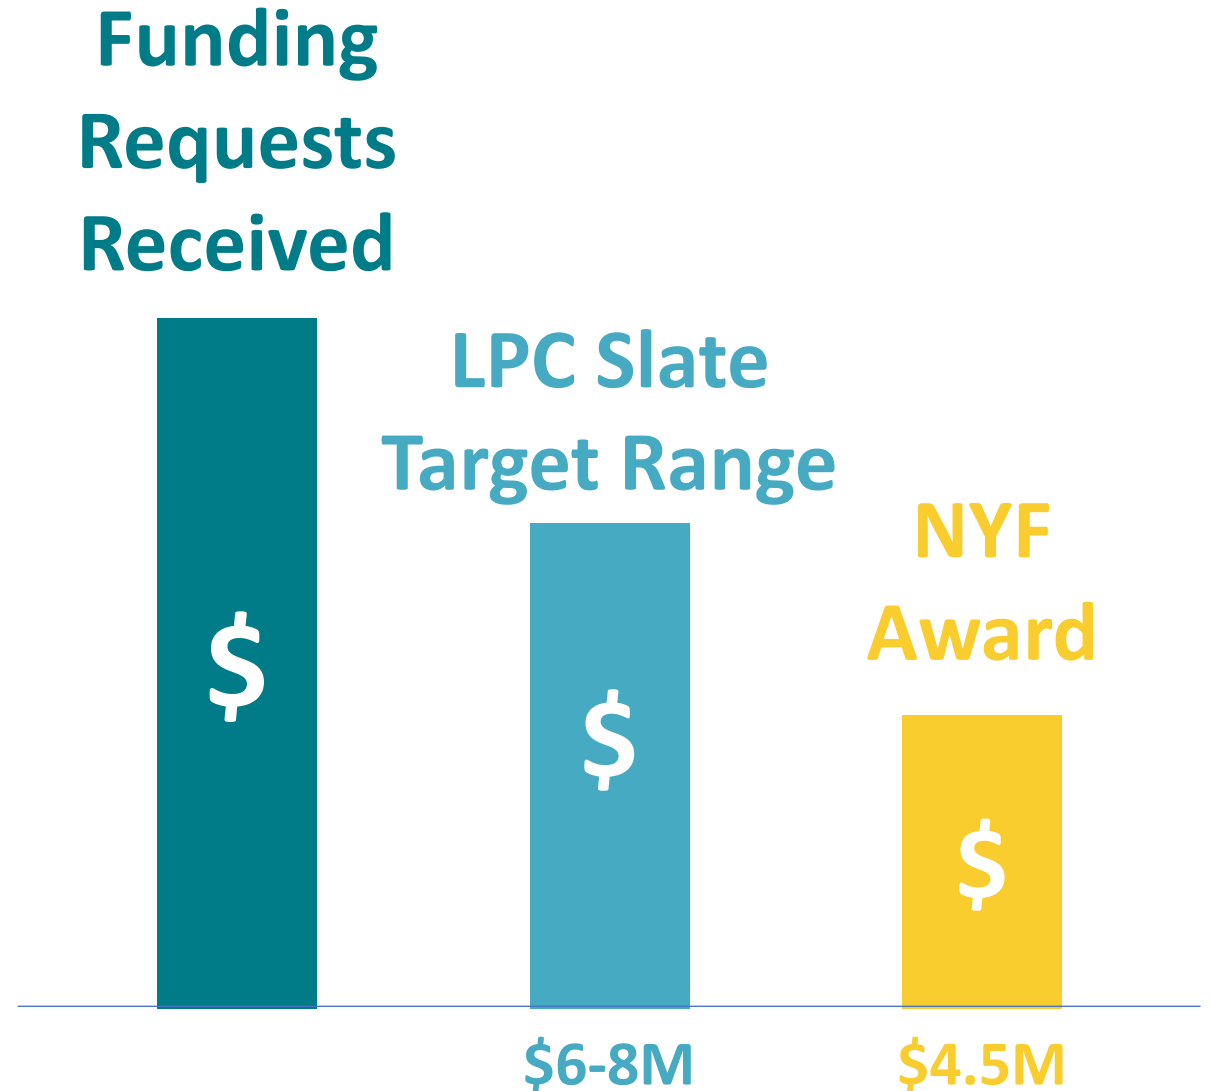 Funding
Requests
Received
LPC Slate
Target Range
NYF
Award
$
$
$
$6-8M
$4.5M